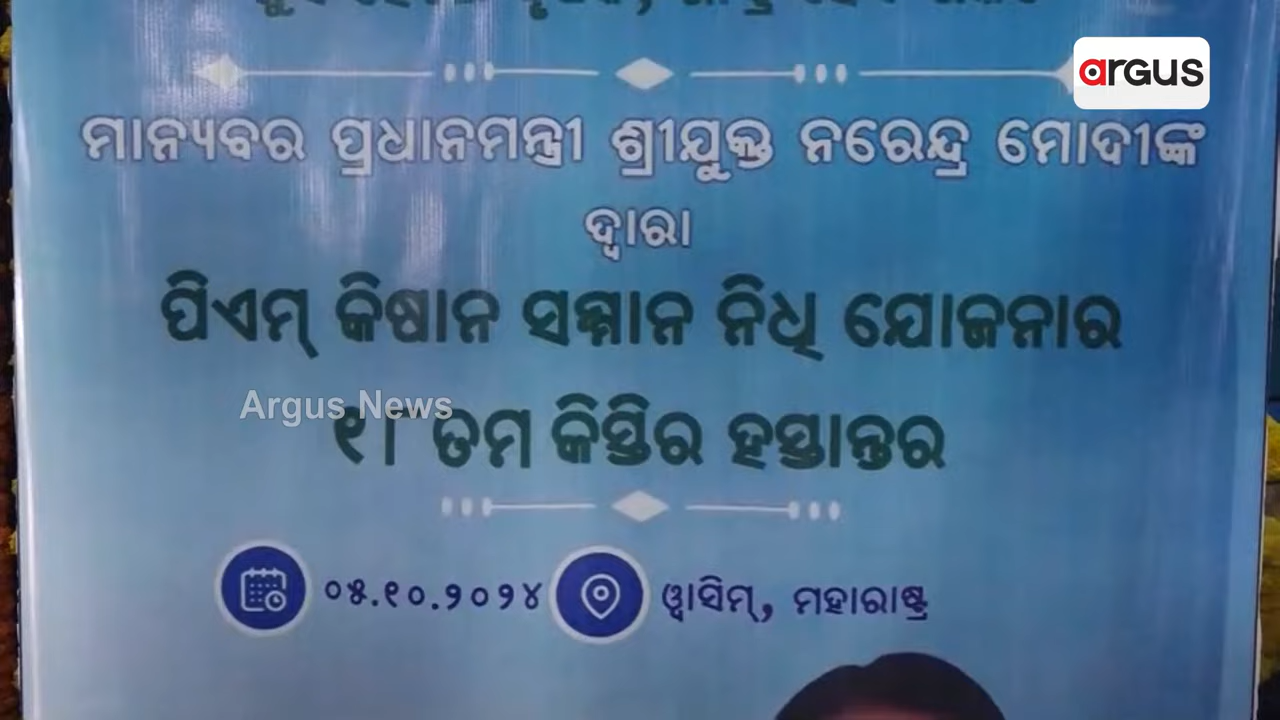 argus
ମାନ୍ୟବର ପ୍ରଧାନମନ୍ତ୍ରୀ ଶ୍ରୀଯୁକ୍ତ ନରେନ୍ଦ୍ର ମୋଦୀଙ୍କ
ଦ୍ୱାରା
ପିଏମ୍ କିଷାନ ସମ୍ମାନ ନିଧି ଯୋଜନାର
Argus News
୧୮ ତମ କିସ୍ତିର ହସ୍ତାନ୍ତର
୦୫.୧୦.୨୦୨୪ ୱାସିମ୍, ମହାରାଷ୍ଟ୍ର